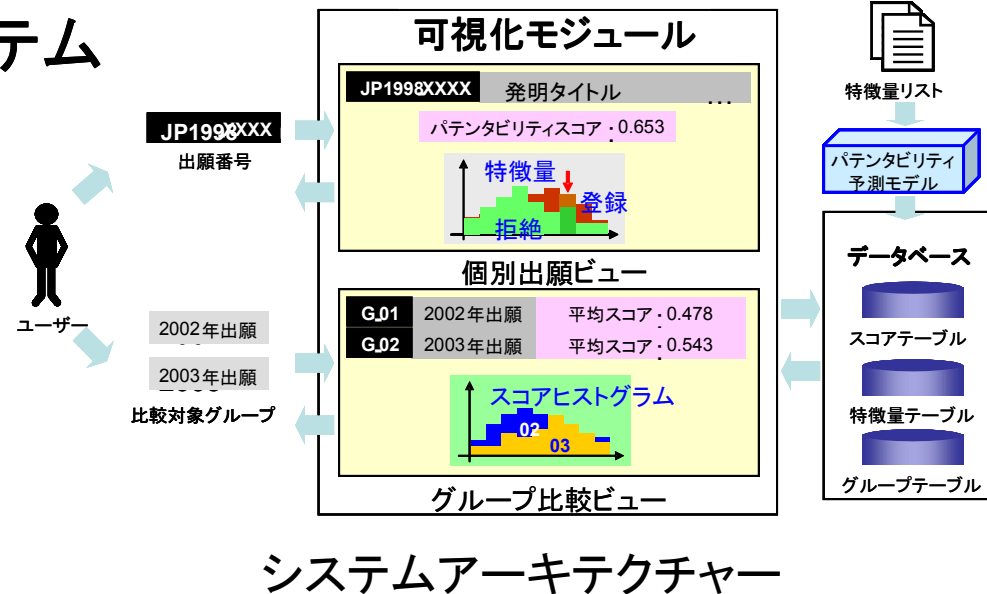 テム
可視化モジュール
JP1998XXXX 発明タイトル …
パテンタビリティスコア：0.653
特徴量
登録
拒絶
個別出願ビュー
JP1998XXXX
出願番号
ユーザー
2002年出願
2003年出願
比較対象グループ
G.01 2002年出願 平均スコア：0.478
G.02 2003年出願 平均スコア：0.543
スコアヒストグラム
02
03
グループ比較ビュー
特徴量リスト
パテンタビリティ
予測モデル
データベース
スコアテーブル
特徴量テーブル
グループテーブル
システムアーキテクチャー